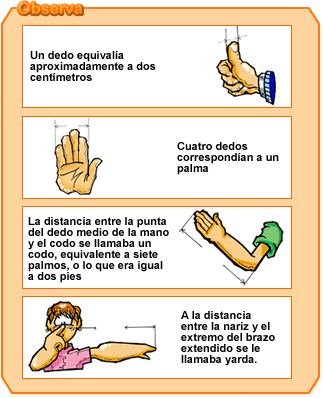 Observa
Un dedo equivalía
aproximadamente a dos
centímetros
Cuatro dedos
correspondían a un
palma
La distancia entre la punta
del dedo medio de la mano
y el codo se llamaba un
codo, equivalente a siete
palmos, o lo que era igual
a dos pies
A la distancia
entre la nariz y el
extremo del brazo
extendido se le
llamaba yarda.